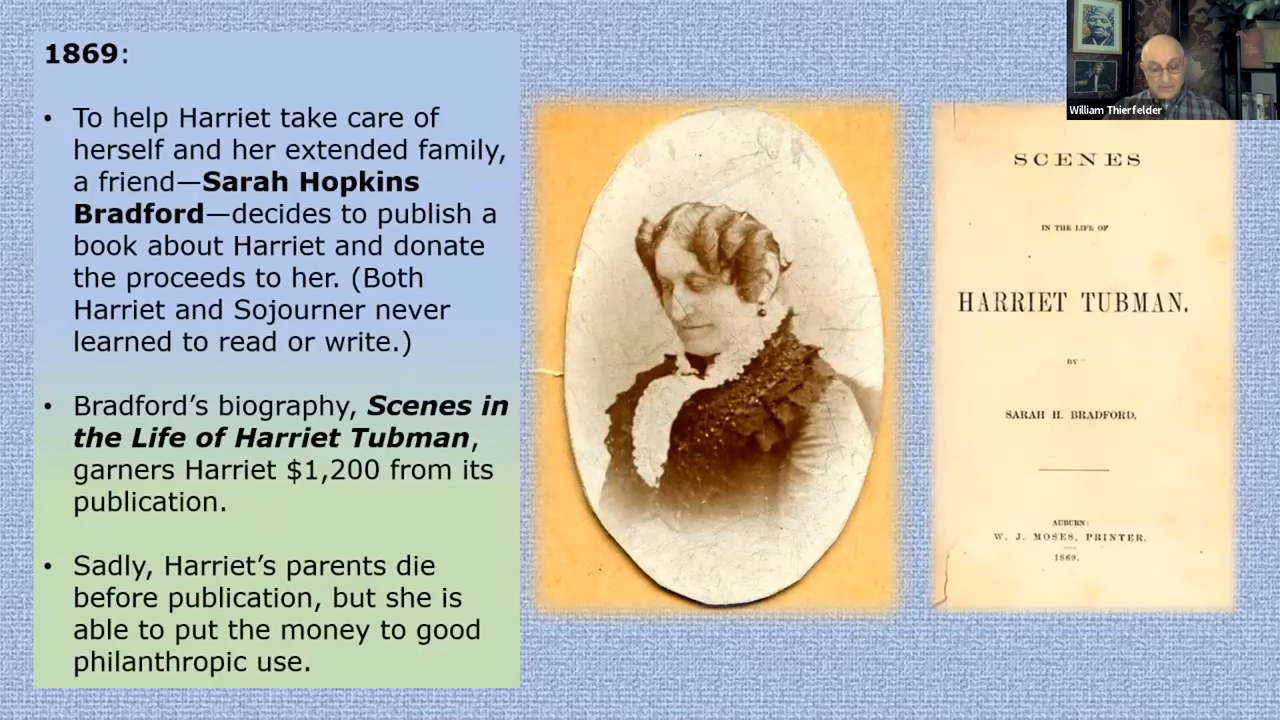 1869:
• To help Harriet take care of
herself and her extended family,
a friend—Sarah Hopkins
Bradford—decides to publish a
book about Harriet and donate
the proceeds to her. (Both
Harriet and Sojourner never
learned to read or write.)
• Bradford’s biography, Scenes in
the Life of Harriet Tubman,
garners Harriet $1,200 from its
publication.
• Sadly, Harriet’s parents die
before publication, but she is
able to put the money to good
philanthropic use.
SCENES
IN THE LIFE OF
HARRIET TUBMAN.
BY
SARAH H. BRADFORD.
AUBURN:
W. J. MOSES, PRINTER.
1869.
William Thierfelder